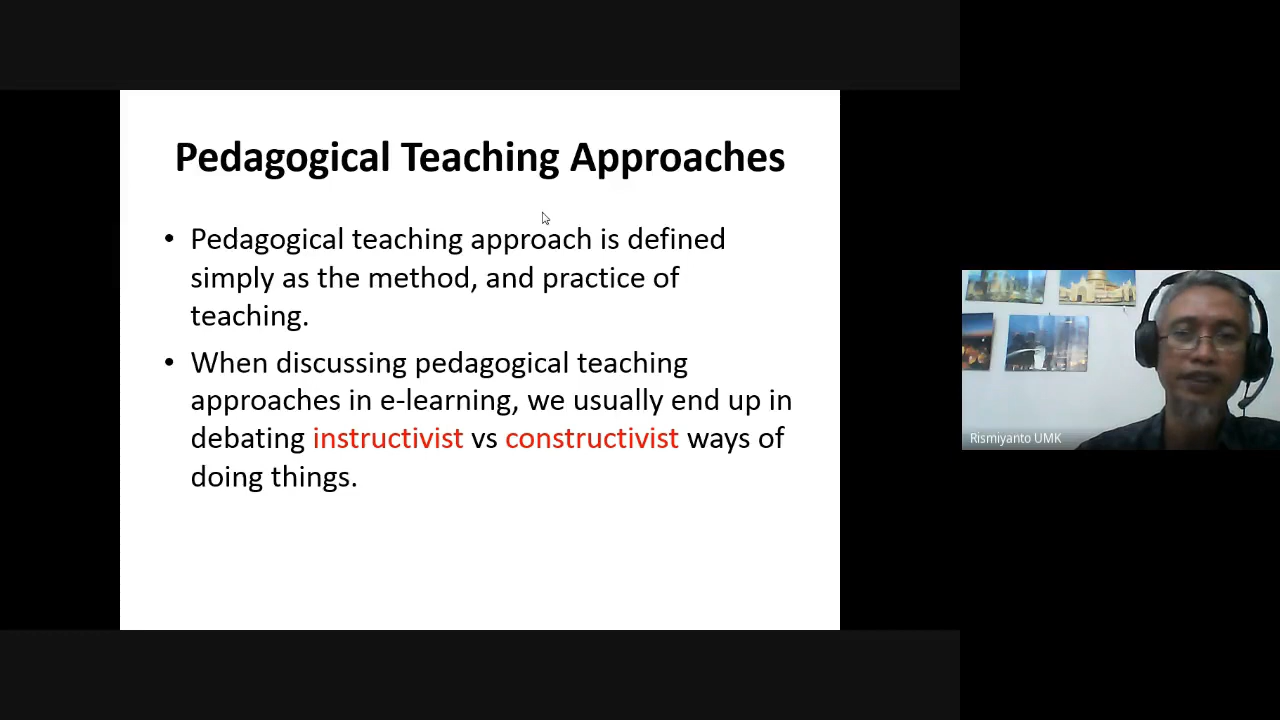 Pedagogical Teaching Approaches
• Pedagogical teaching approach is defined
simply as the method, and practice of
teaching.
• When discussing pedagogical teaching
approaches in e-learning, we usually end up in
debating instructivist vs constructivist ways of
doing things.
Rismiyanto UMK